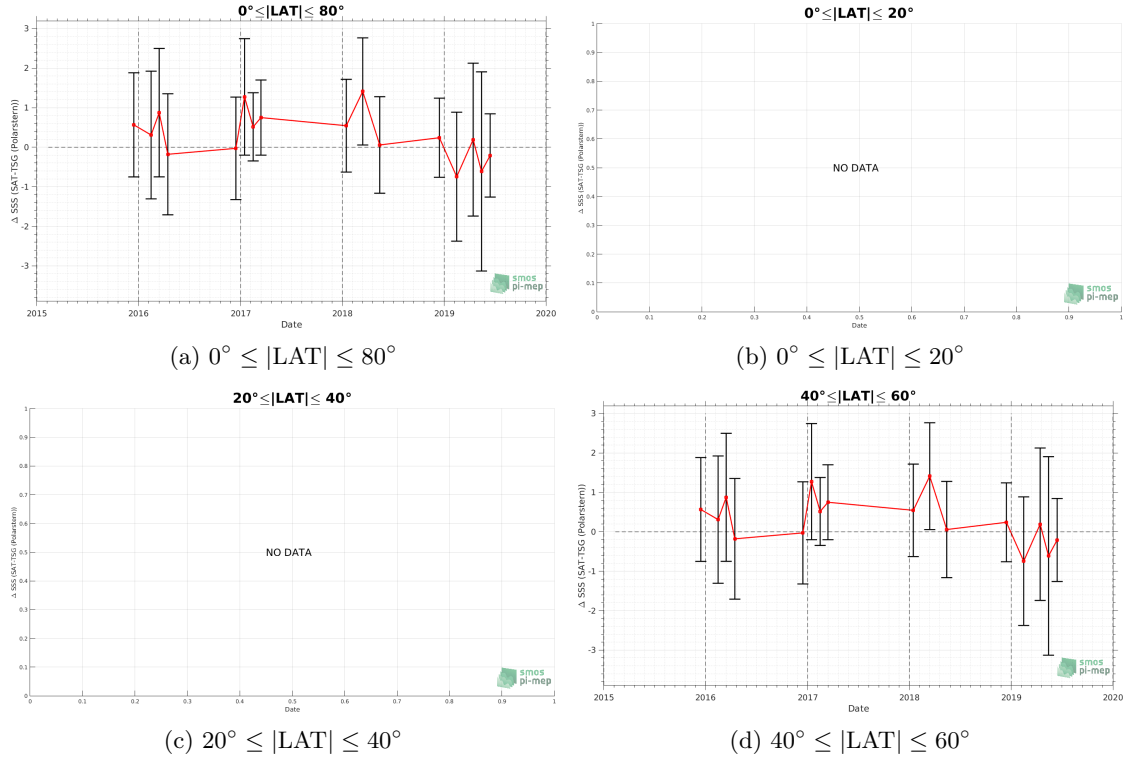 0°≤|LAT|≤ 80°
Δ SSS (SAT-TSG (Polarstern))
3
2
1
0
-1
-2
-3
2015 2016 2017 2018 2019 2020
Date
smos
pi-mep
(a) 0° ≤ |LAT| ≤ 80°
0°≤|LAT|≤ 20°
Δ SSS (SAT-TSG (Polarstern))
1
0.9
0.8
0.7
0.6
0.5
0.4
0.3
0.2
0.1
0
NO DATA
0 0.1 0.2 0.3 0.4 0.5 0.6 0.7 0.8 0.9 1
Date
smos
pi-mep
(b) 0° ≤ |LAT| ≤ 20°
20°≤|LAT|≤ 40°
Δ SSS (SAT-TSG (Polarstern))
1
0.9
0.8
0.7
0.6
0.5
0.4
0.3
0.2
0.1
0
NO DATA
0 0.1 0.2 0.3 0.4 0.5 0.6 0.7 0.8 0.9 1
Date
smos
pi-mep
(c) 20° ≤ |LAT| ≤ 40°
40°≤|LAT|≤ 60°
Δ SSS (SAT-TSG (Polarstern))
3
2
1
0
-1
-2
-3
2015 2016 2017 2018 2019 2020
Date
smos
pi-mep
(d) 40° ≤ |LAT| ≤ 60°